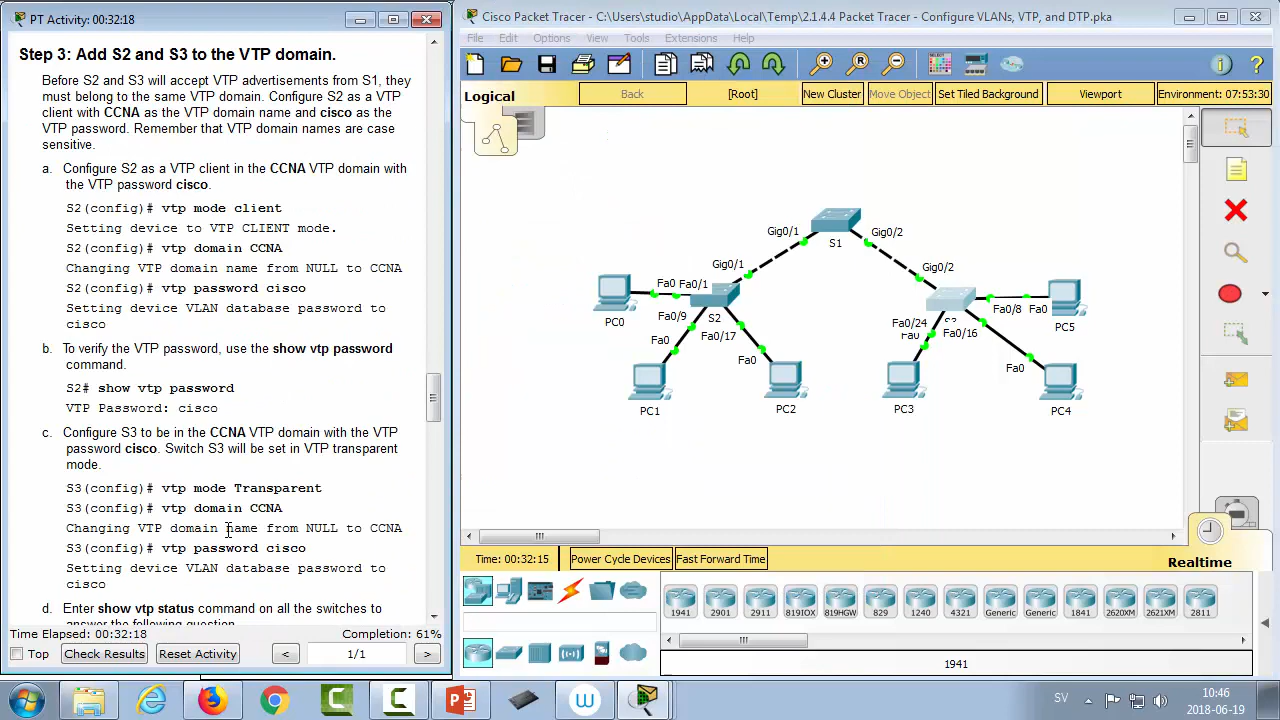 PT Activity: 00:32:18
Step 3: Add S2 and S3 to the VTP domain.
Before S2 and S3 will accept VTP advertisements from S1, they
must belong to the same VTP domain. Configure S2 as a VTP
client with CCNA as the VTP domain name and cisco as the
VTP password. Remember that VTP domain names are case
sensitive.
a. Configure S2 as a VTP client in the CCNA VTP domain with
the VTP password cisco.
S2(config)# vtp mode client
Setting device to VTP CLIENT mode.
S2(config)# vtp domain CCNA
Changing VTP domain name from NULL to CCNA
S2(config)# vtp password cisco
Setting device VLAN database password to
cisco
b. To verify the VTP password, use the show vtp password
command.
S2# show vtp password
VTP Password: cisco
c. Configure S3 to be in the CCNA VTP domain with the VTP
password cisco. Switch S3 will be set in VTP transparent
mode.
S3(config)# vtp mode Transparent
S3(config)# vtp domain CCNA
Changing VTP domain name from NULL to CCNA
S3(config)# vtp password cisco
Setting device VLAN database password to
cisco
d. Enter show vtp status command on all the switches to
answer the following question.
Time Elapsed: 00:32:18 Completion: 61%
Top Check Results Reset Activity < 1/1 >
Cisco Packet Tracer - C:\Users\studio\AppData\Local\Temp\2.1.4.4 Packet Tracer - Configure VLANs, VTP, and DTP.pkz
File Edit Options View Tools Extensions Help
Logical Back [Root] New Cluster Move Object Set Tiled Background Viewport Environment: 07:53:30
Gig0/1 S1 Gig0/2
Gig0/1 Gig0/2
Fa0 Fa0/1
PC0 S2 Fa0/8 Fa0
Fa0/9 PC5
Fa0/24
Fa0 Fa0/17 Fa0 Fa0/16
Fa0 Fa0
PC1 PC2 PC3 PC4
Time: 00:32:15 Power Cycle Devices Fast Forward Time Realtime
1941 2901 2911 819IOX 819HGW 829 1240 4321 Generic Generic 1841 2620XM 2621XM 2811
1941
SV 10:46
2018-06-19